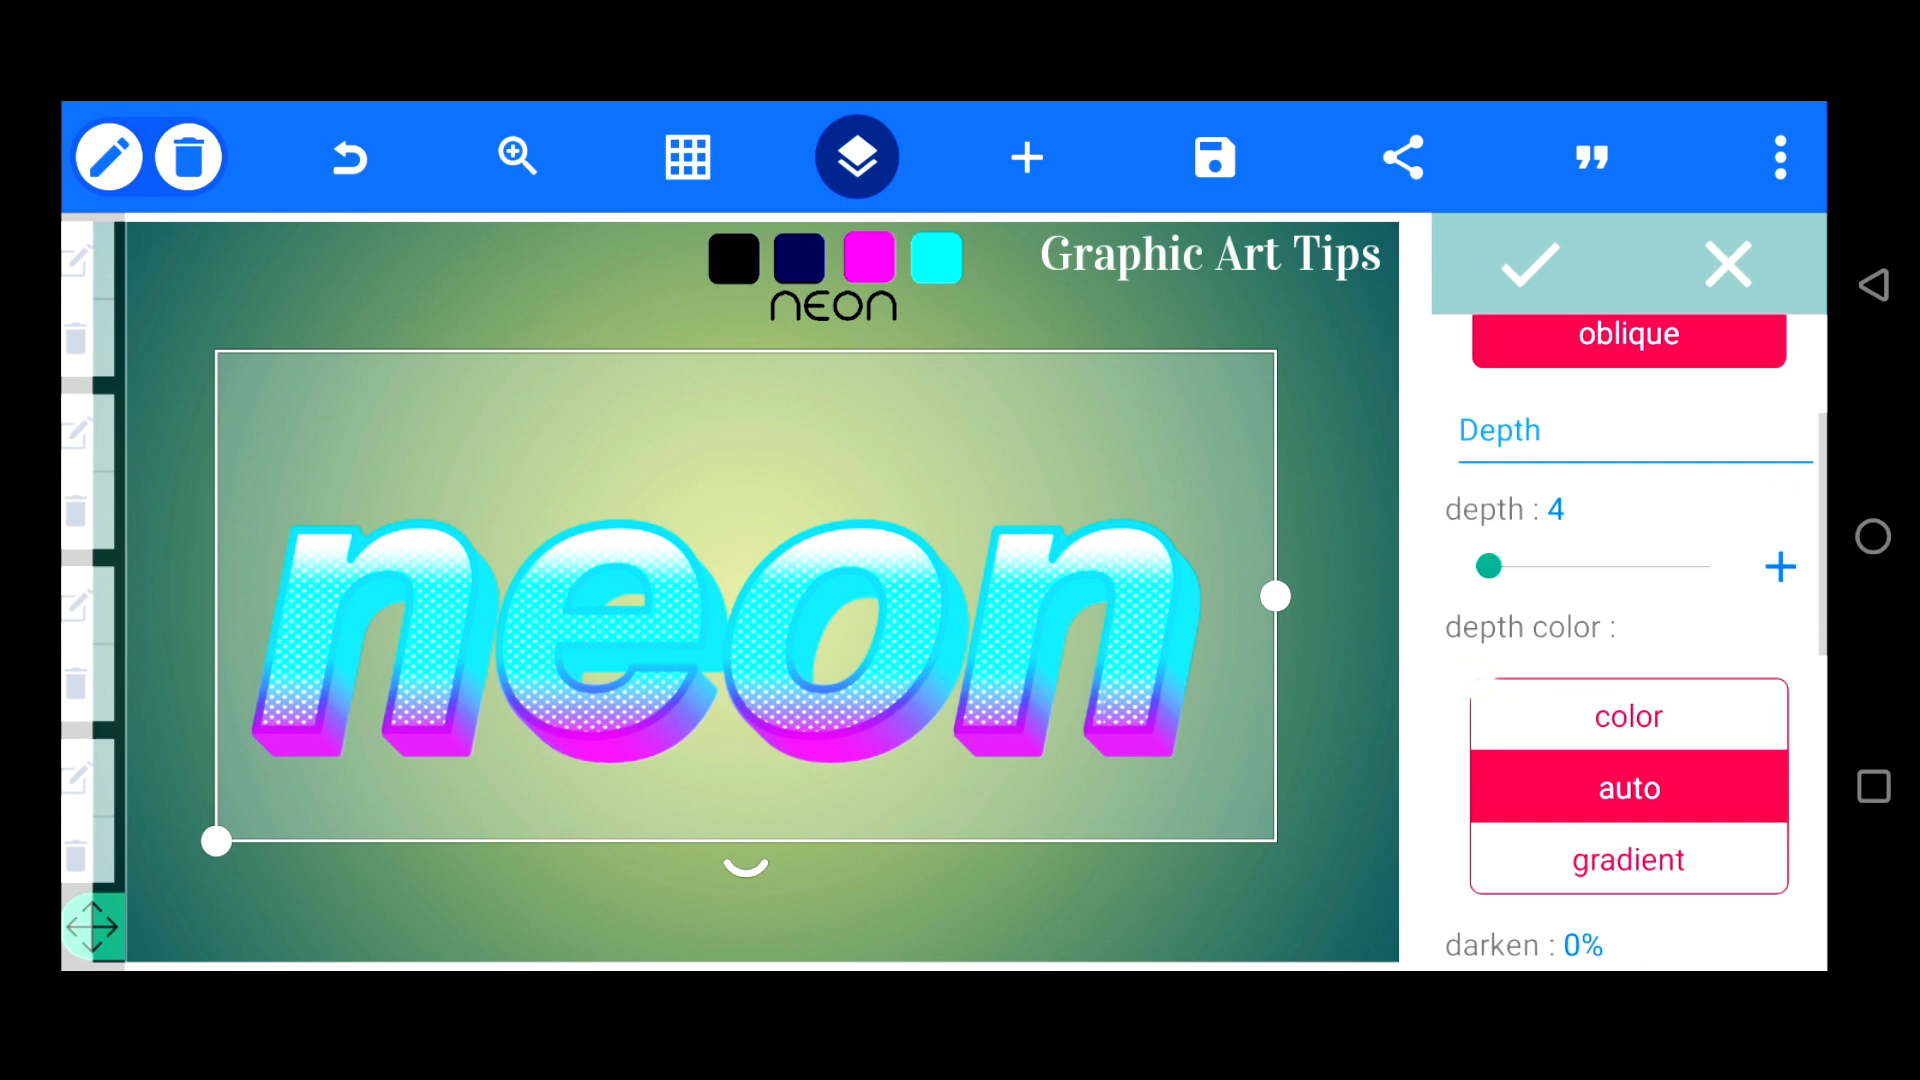 Graphic Art Tips
neon
neon
oblique
Depth
depth : 4
depth color :
color
auto
gradient
darken : 0%